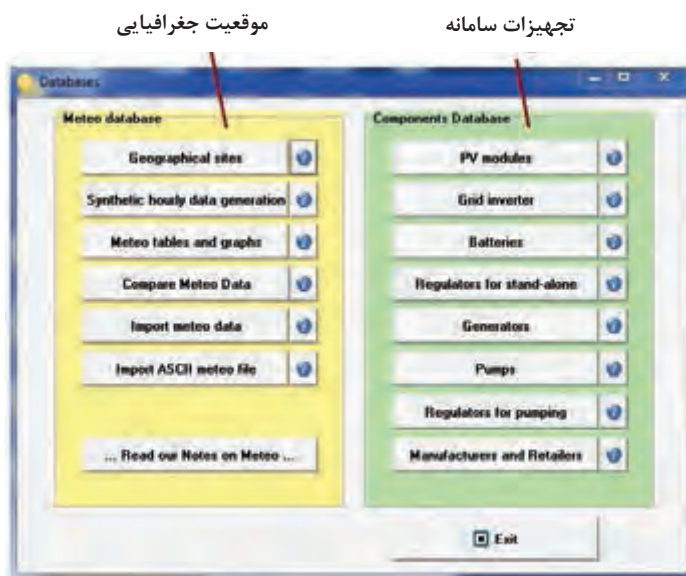 موقعیت جغرافیایی
تجهیزات سامانه
Databases
Meteo database
Geographical sites
Synthetic hourly data generation
Meteo tables and graphs
Compare Meteo Data
Import meteo data
Import ASCII meteo file
... Read our Notes on Meteo ...
Components Database
PV modules
Grid inverter
Batteries
Regulators for stand-alone
Generators
Pumps
Regulators for pumping
Manufacturers and Retailers
Exit